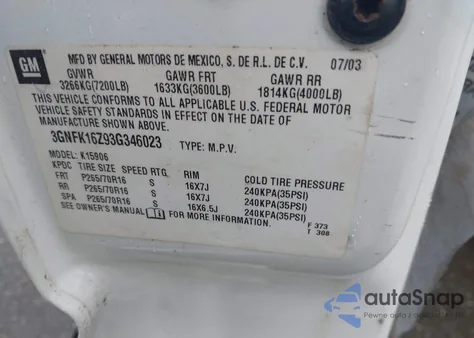 GM
MFD BY GENERAL MOTORS DE MEXICO, S. DE R.L. DE C.V. 07/03
GVWR GAWR FRT GAWR RR
3266KG(7200LB) 1633KG(3600LB) 1814KG(4000LB)
THIS VEHICLE CONFORMS TO ALL APPLICABLE U.S. FEDERAL MOTOR
VEHICLE SAFETY STANDARDS IN EFFECT ON THE DATE OF
MANUFACTURE SHOWN ABOVE.
3GNFK16Z93G346023 TYPE: M.P.V.
MODEL: K15906
KPDC TIRE SIZE SPEED RTG RIM COLD TIRE PRESSURE
FRT P265/70R16 S 16X7J 240KPA(35PSI)
RR P265/70R16 S 16X7J 240KPA(35PSI)
SPA P265/70R16 S 16X6.5J 240KPA(35PSI)
SEE OWNER'S MANUAL FOR MORE INFORMATION.
F 373
T 308
autaSnap